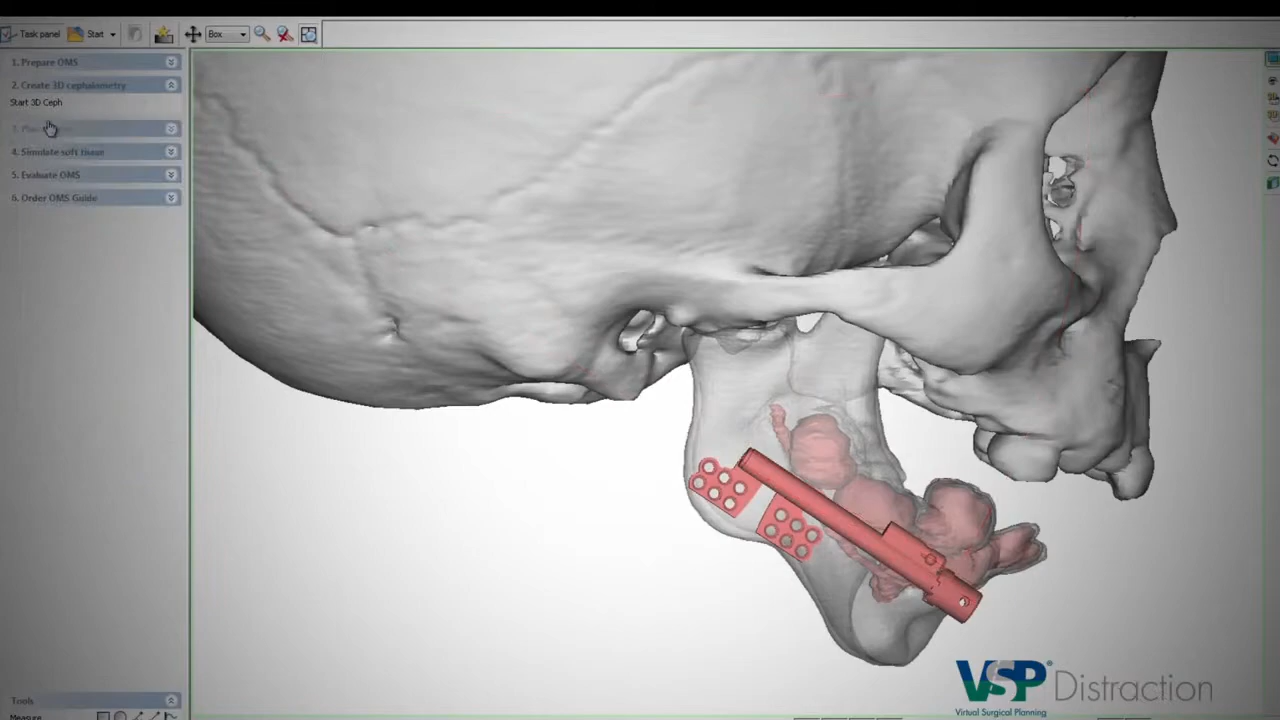 Task panel
Start
Box
1. Prepare OMS
2. Create 3D cephalometry
Start 3D Ceph
4. Simulate soft tissue
5. Evaluate OMS
6. Order OMS Guide
Tools
Measure
VSP® Distraction
Virtual Surgical Planning